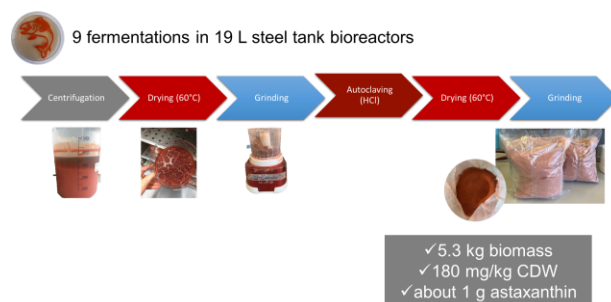 9 fermentations in 19 L steel tank bioreactors
Centrifugation
Drying (60°C)
Grinding
Autoclaving
(HCl)
Drying (60°C)
Grinding
✓5.3 kg biomass
✓180 mg/kg CDW
✓about 1 g astaxanthin